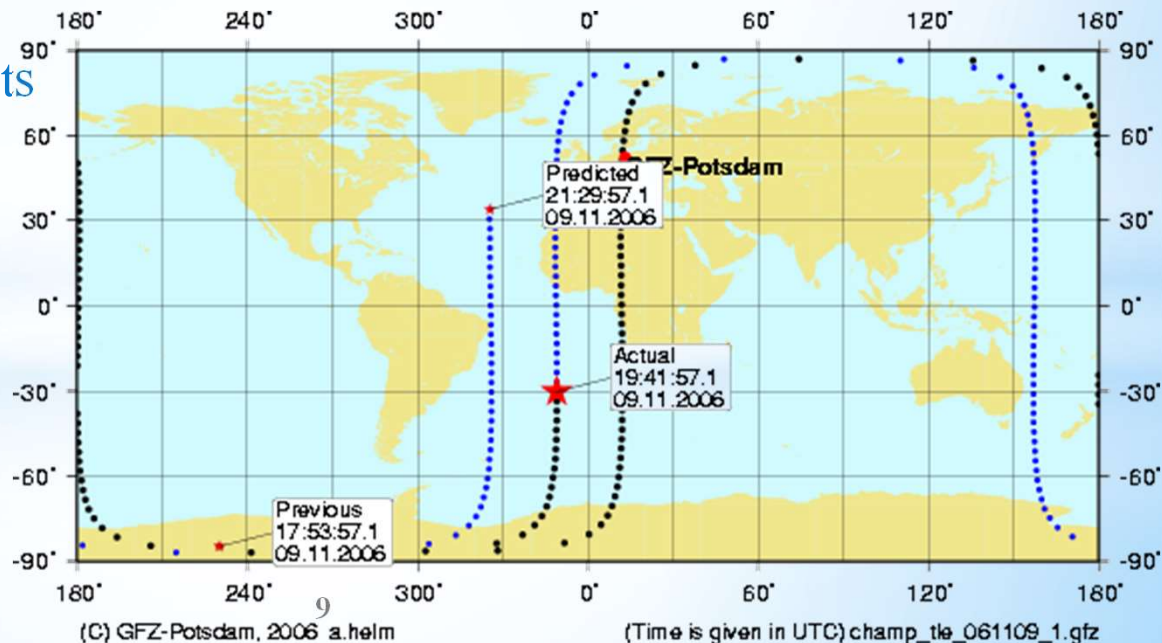 180° 240° 300° 0° 60° 120° 180°
90° 90°
ts
60° 60°
Z-Potsdam
Predicted
21:29:57.1
09.11.2006
30° 30°
0° 0°
Actual
19:41:57.1
09.11.2006
-30° -30°
-60° -60°
Previous
17:53:57.1
09.11.2006
-90° -90°
180° 240° 300° 0° 60° 120° 180°
9
(C) GFZ-Potsdam, 2006 a.helm (Time is given in UTC) champ_tle_061109_1.gfz